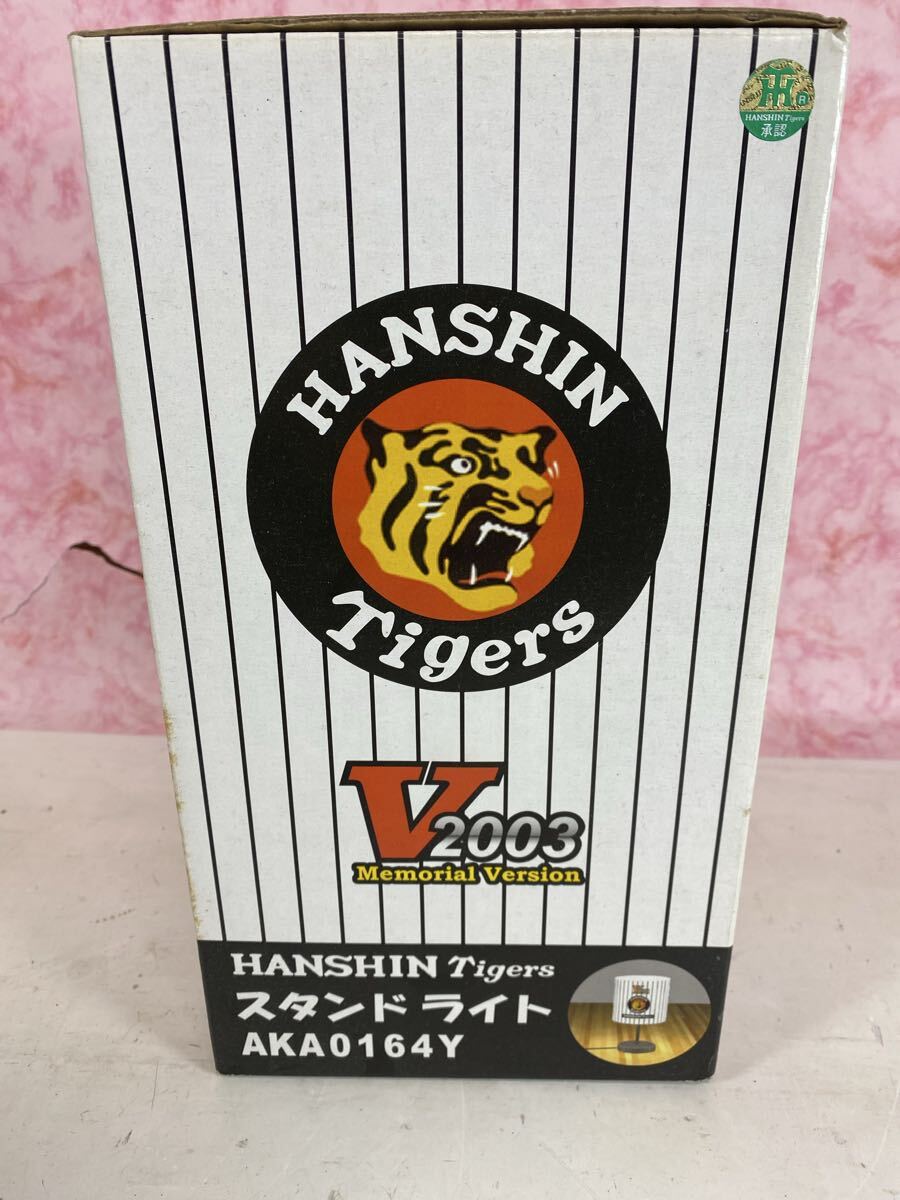 HANSHIN Tigers
承認
HANSHIN
Tigers
V2003
Memorial Version
HANSHIN Tigers
スタンド ライト
AKA0164Y